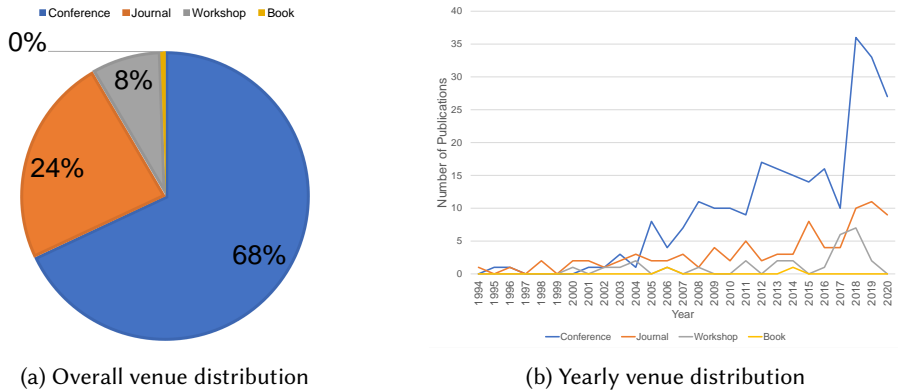 Conference Journal Workshop Book
0%
8%
24%
68%
(a) Overall venue distribution
40
35
30
25
20
15
10
5
0
Number of Publications
1994 1995 1996 1997 1998 1999 2000 2001 2002 2003 2004 2005 2006 2007 2008 2009 2010 2011 2012 2013 2014 2015 2016 2017 2018 2019 2020
Year
Conference Journal Workshop Book
(b) Yearly venue distribution